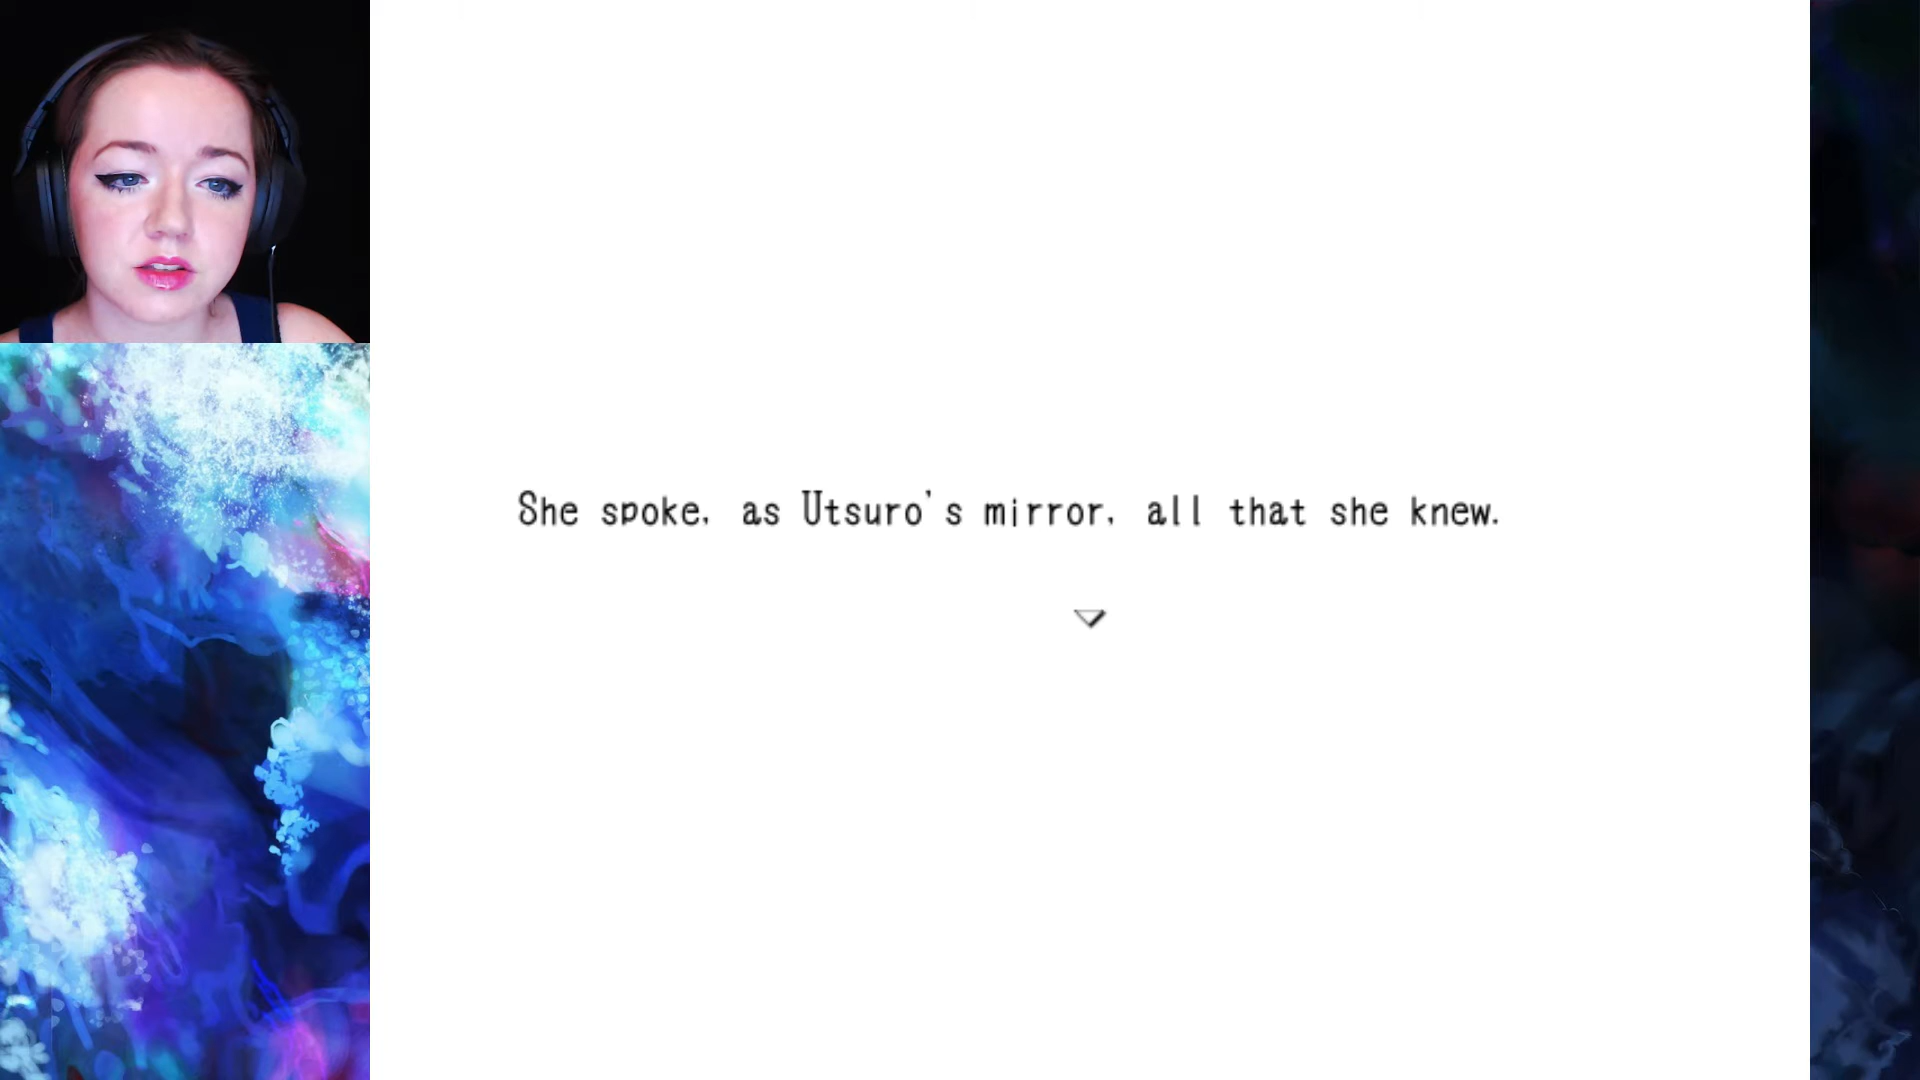 She spoke, as Utsuro's mirror, all that she knew.